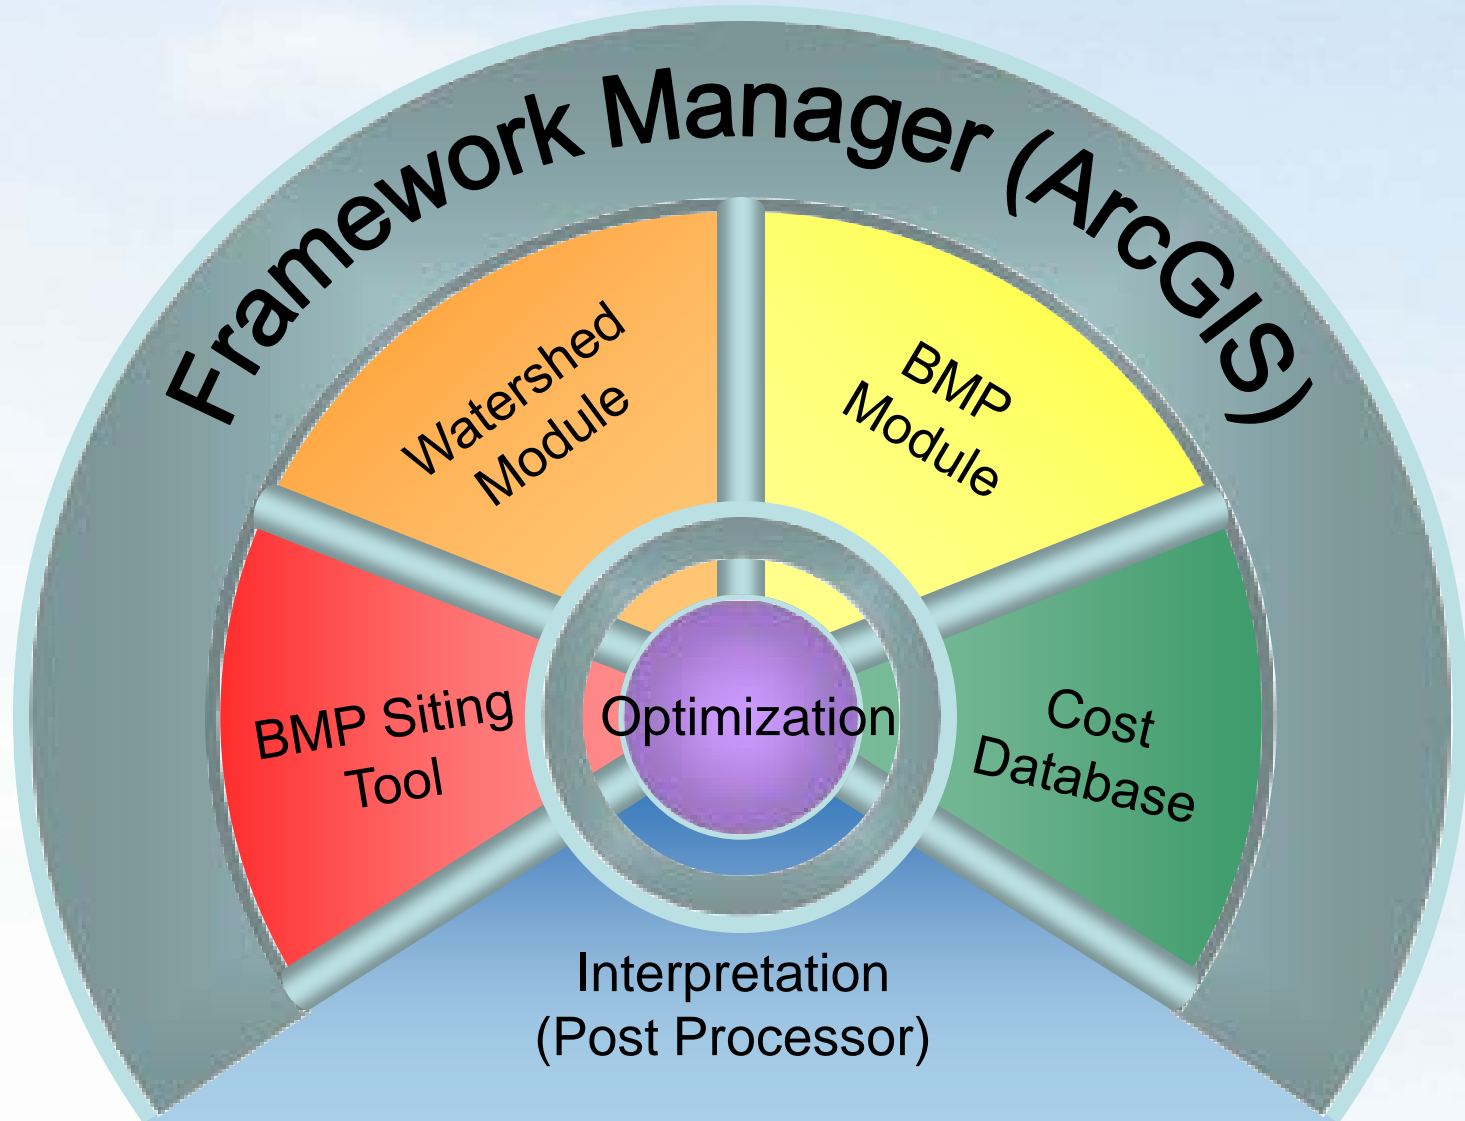 Framework Manager (ArcGIS)
Watershed
Module
BMP
Module
BMP Siting
Tool
Optimization
Cost
Database
Interpretation
(Post Processor)